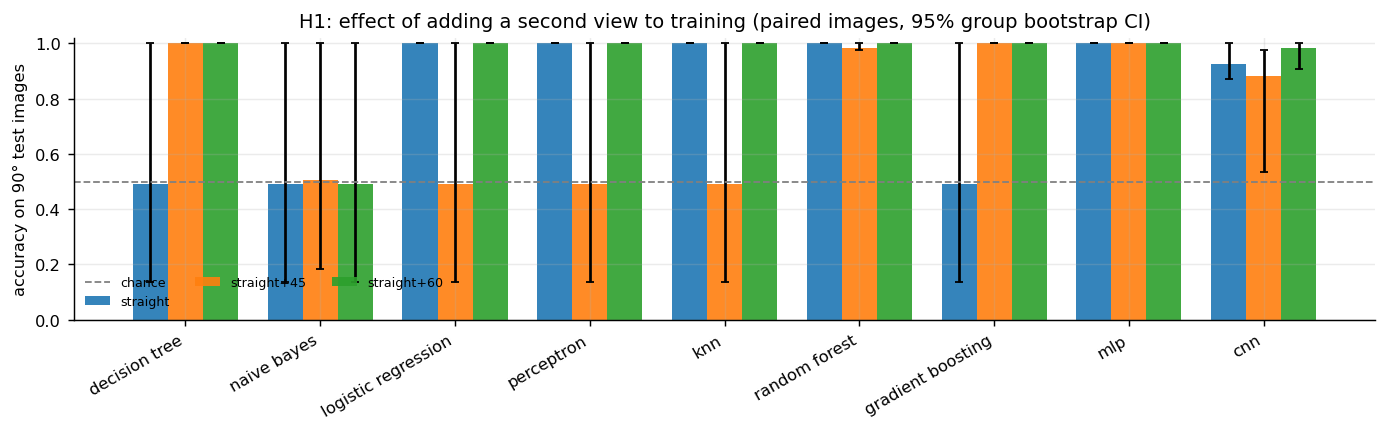 H1: effect of adding a second view to training (paired images, 95% group bootstrap CI)
accuracy on 90° test images
1.0
0.8
0.6
0.4
0.2
0.0
chance
straight
straight+45
straight+60
decision tree
naive bayes
logistic regression
perceptron
knn
random forest
gradient boosting
mlp
cnn